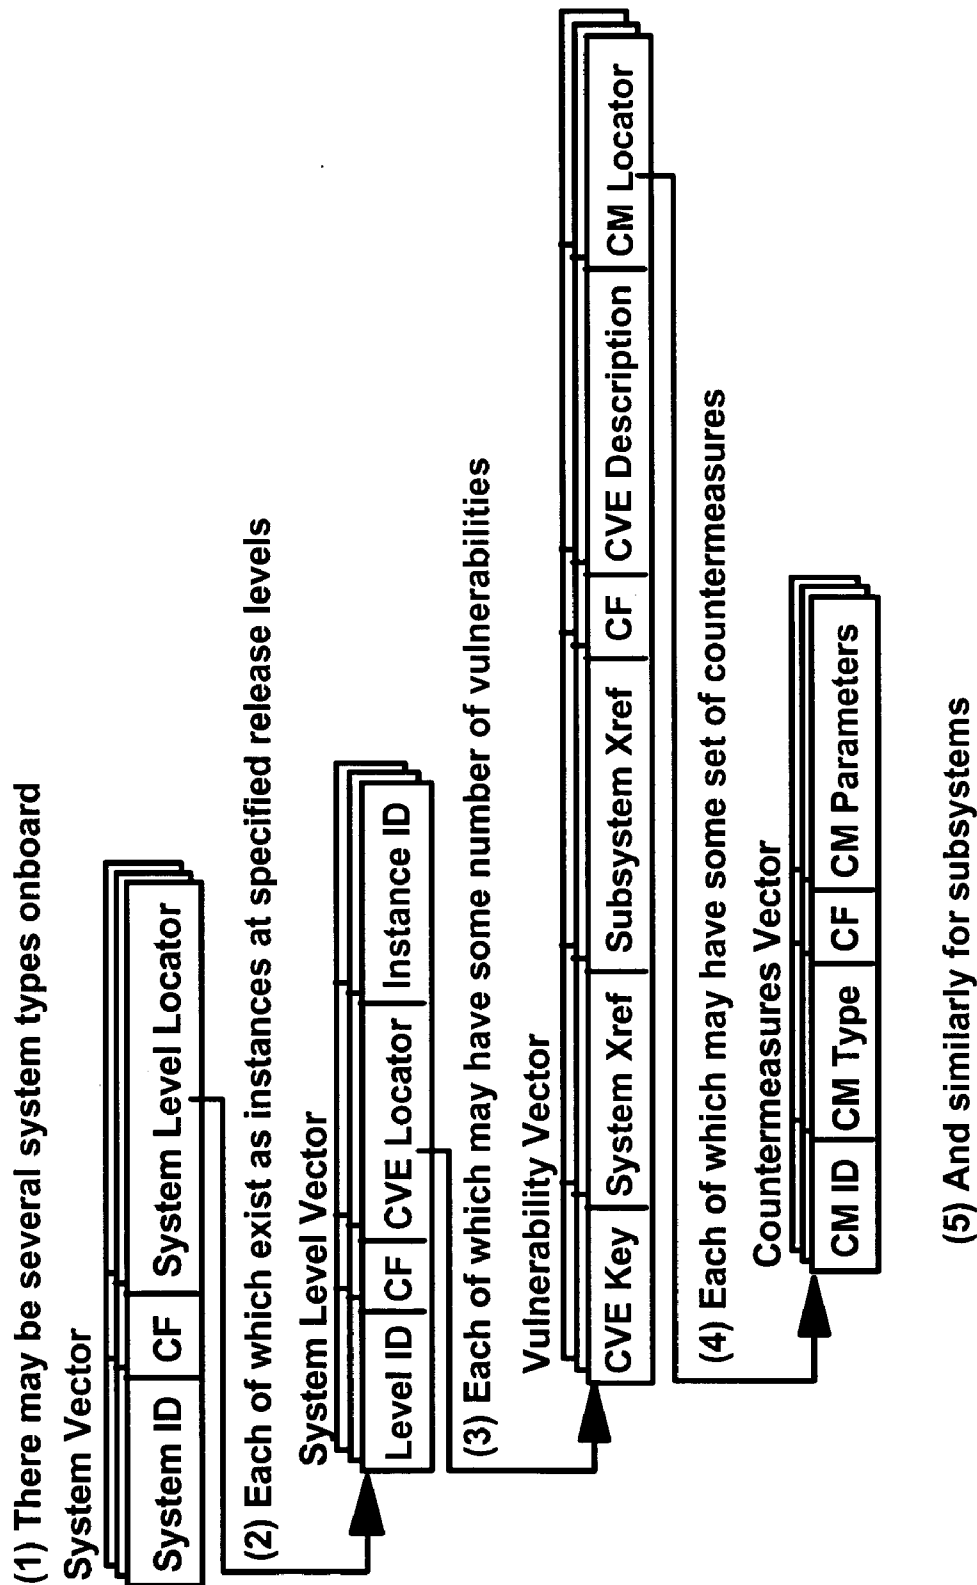 (1) There may be several system types onboard
System Vector
System ID CF System Level Locator
(2) Each of which exist as instances at specified release levels
System Level Vector
Level ID CF CVE Locator Instance ID
(3) Each of which may have some number of vulnerabilities
Vulnerability Vector
CVE Key System Xref Subsystem Xref CF CVE Description CM Locator
(4) Each of which may have some set of countermeasures
Countermeasures Vector
CM ID CM Type CF CM Parameters
(5) And similarly for subsystems